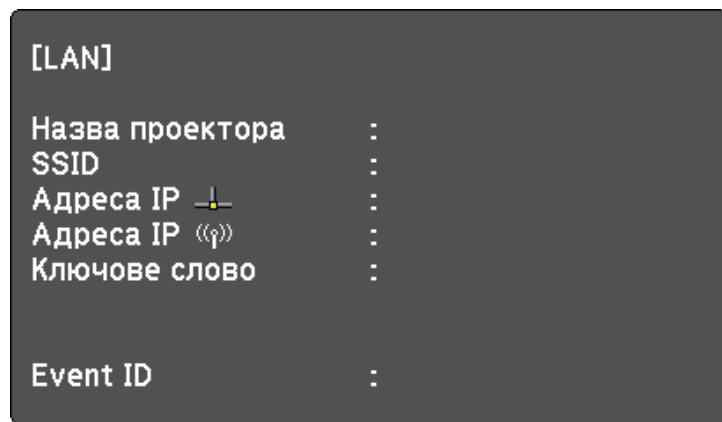 [LAN]
Назва проектора :
SSID :
Адреса IP :
Адреса IP :
Ключове слово :
Event ID :